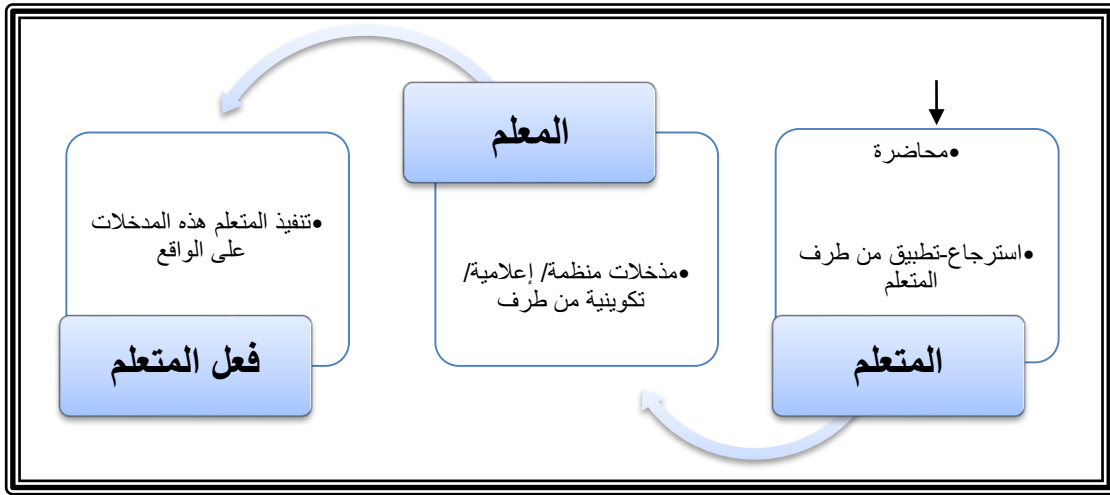 •محاضرة
•استرجاع-تطبيق من طرف
المتعلم
المتعلم
المعلم
•مذخلات منظمة/ إعلامية/
تكوينية من طرف
•تنفيذ المتعلم هذه المدخلات
على الواقع
فعل المتعلم